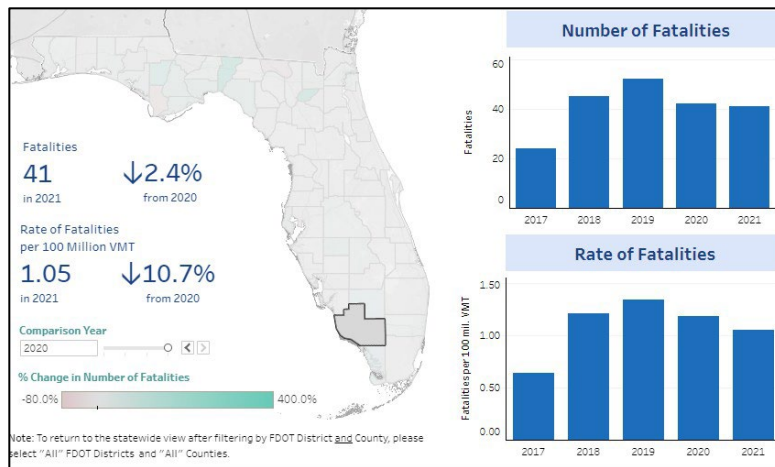 Fatalities
41
in 2021
↓2.4%
from 2020
Rate of Fatalities
per 100 Million VMT
1.05
in 2021
↓10.7%
from 2020
Comparison Year
2020
% Change in Number of Fatalities
-80.0%
400.0%
Note: To return to the statewide view after filtering by FDOT District and County, please
select "All" FDOT Districts and "All" Counties.
Number of Fatalities
Fatalities
60
40
20
0
2017 2018 2019 2020 2021
Rate of Fatalities
Fatalities per 100 mil. VMT
1.50
1.00
0.50
0.00
2017 2018 2019 2020 2021